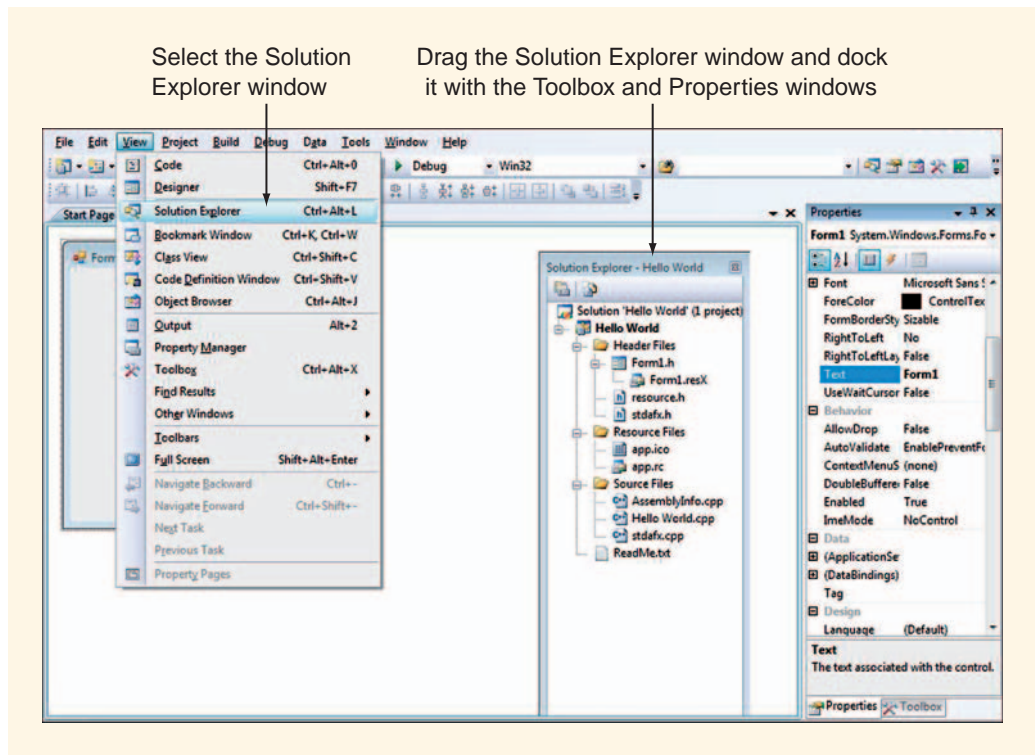 Select the Solution
Explorer window
Drag the Solution Explorer window and dock
it with the Toolbox and Properties windows
File Edit View Project Build Debug Data Tools Window Help
Debug Win32
Start Page
Form
Code Ctrl+Alt+0
Designer Shift+F7
Solution Explorer Ctrl+Alt+L
Bookmark Window Ctrl+K, Ctrl+W
Class View Ctrl+Shift+C
Code Definition Window Ctrl+Shift+V
Object Browser Ctrl+Alt+J
Output Alt+2
Property Manager
Toolbox Ctrl+Alt+X
Find Results
Other Windows
Toolbars
Full Screen Shift+Alt+Enter
Navigate Backward Ctrl+-
Navigate Forward Ctrl+Shift+-
Next Task
Previous Task
Property Pages
Solution Explorer - Hello World
Solution 'Hello World' (1 project)
Hello World
Header Files
Form1.h
Form1.resX
resource.h
stdafx.h
Resource Files
app.ico
app.rc
Source Files
AssemblyInfo.cpp
Hello World.cpp
stdafx.cpp
ReadMe.txt
Properties
Form1 System.Windows.Forms.Fo
Font Microsoft Sans S
ForeColor ControlTex
FormBorderSty Sizable
RightToLeft No
RightToLeftLay False
Text Form1
UseWaitCursor False
Behavior
AllowDrop False
AutoValidate EnablePreventFo
ContextMenuS (none)
DoubleBuffere False
Enabled True
ImeMode NoControl
Data
(ApplicationSe
(DataBindings)
Tag
Design
Language (Default)
Text
The text associated with the control.
Properties Toolbox